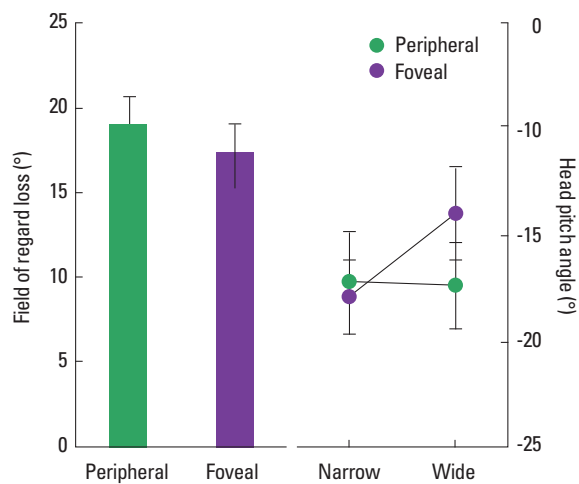 Field of regard loss (°)
25
20
15
10
5
0
Peripheral
Foveal
Peripheral
Foveal
Narrow
Wide
0
-10
-15
-20
-25
Head pitch angle (°)